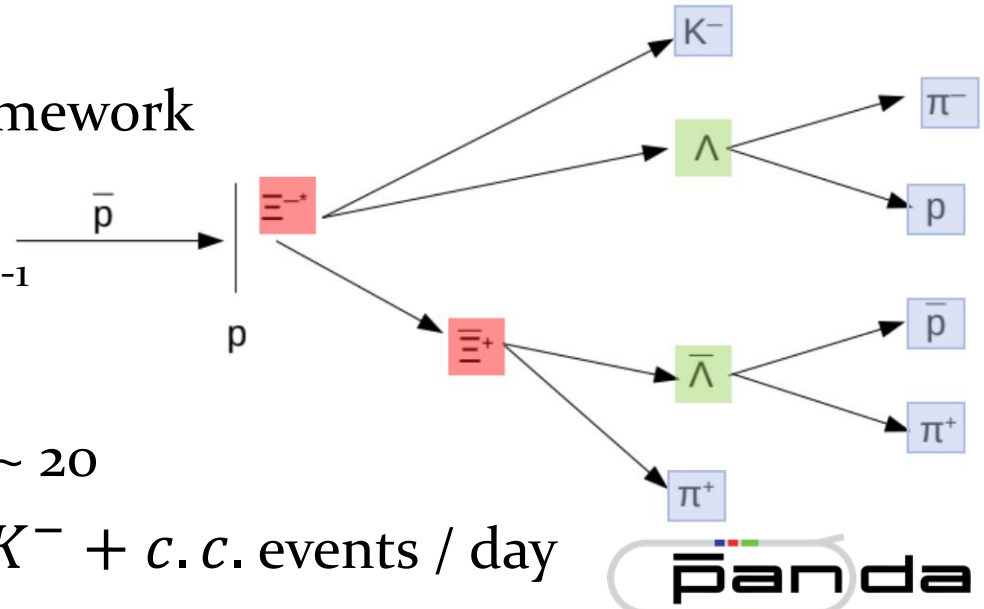 K⁻
mework
π⁻
Λ
p̄
Ξ⁻*
p
-1
p
Ξ̄⁺
p̄
Λ̄
π⁺
~ 20
π⁺
K⁻ + c.c. events / day
p̄anda